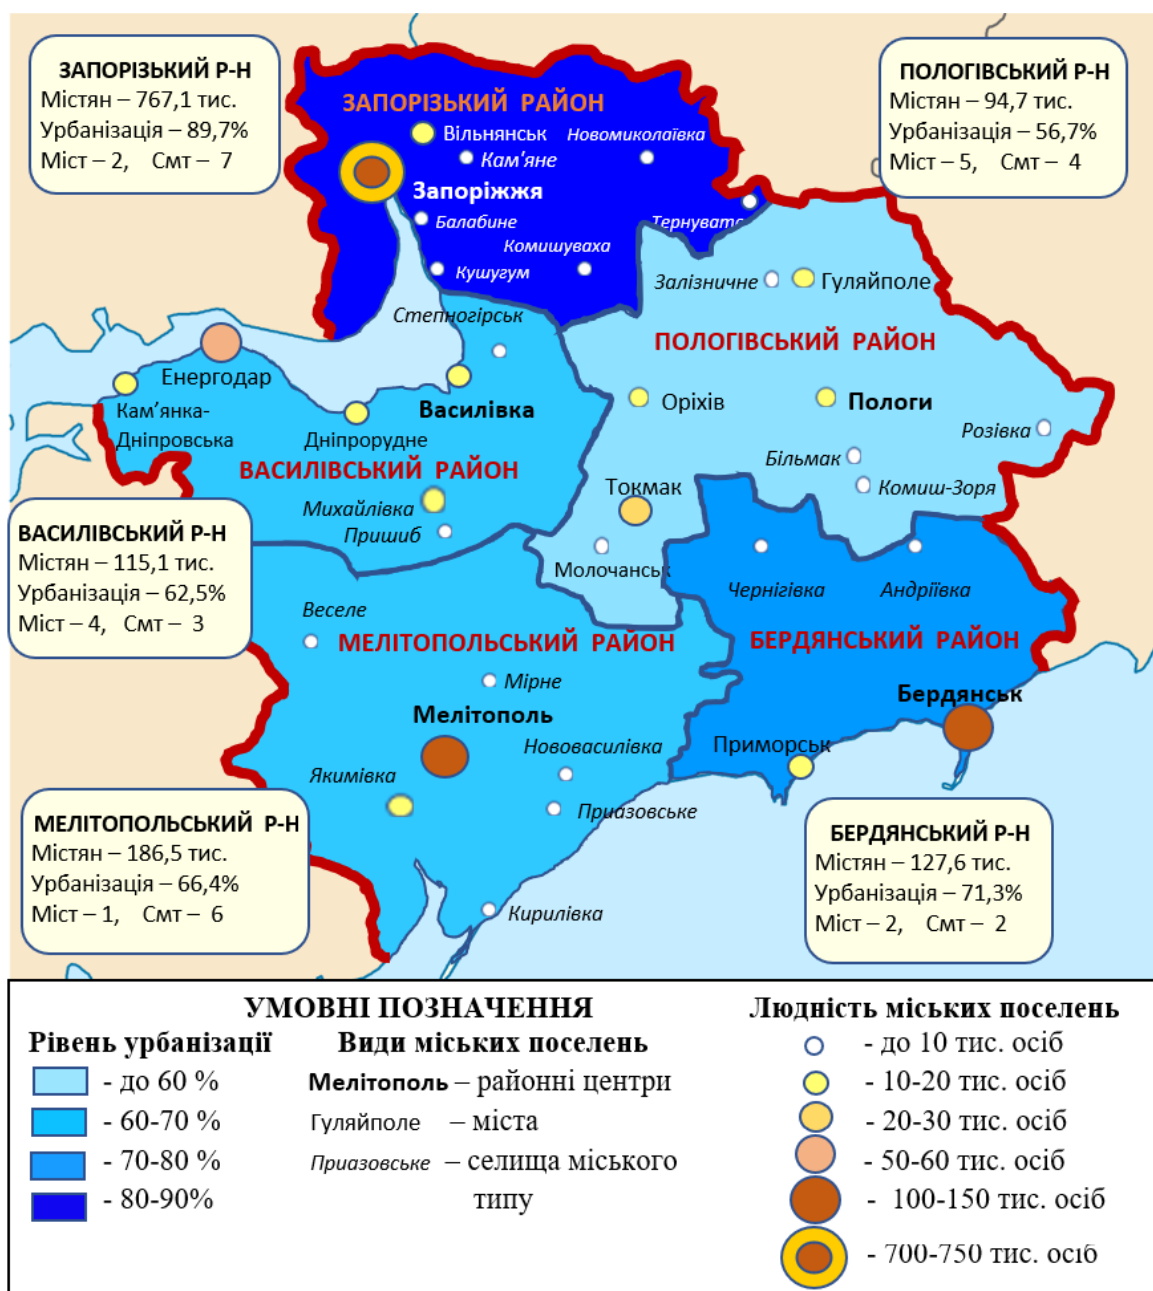 ЗАПОРІЗЬКИЙ Р-Н
Містян – 767,1 тис.
Урбанізація – 89,7%
Міст – 2, Смт – 7
ПОЛОГІВСЬКИЙ Р-Н
Містян – 94,7 тис.
Урбанізація – 56,7%
Міст – 5, Смт – 4
ЗАПОРІЗЬКИЙ РАЙОН
Вільнянськ
Новомиколаївка
Кам'яне
Запоріжжя
Балабине
Тернувате
Комишуваха
Кушугум
Залізничне
Гуляйполе
Степногірськ
ПОЛОГІВСЬКИЙ РАЙОН
Енергодар
Кам'янка-
Дніпровська
Василівка
Дніпрорудне
Оріхів
Пологи
Розівка
ВАСИЛІВСЬКИЙ РАЙОН
Більмак
Комиш-Зоря
Михайлівка
Пришиб
Токмак
Молочанськ
ВАСИЛІВСЬКИЙ Р-Н
Містян – 115,1 тис.
Урбанізація – 62,5%
Міст – 4, Смт – 3
Чернігівка
Андріївка
Веселе
МЕЛІТОПОЛЬСЬКИЙ РАЙОН
БЕРДЯНСЬКИЙ РАЙОН
Мірне
Бердянськ
Мелітополь
Нововасилівка
Приморськ
Якимівка
Приазовське
Кирилівка
МЕЛІТОПОЛЬСЬКИЙ Р-Н
Містян – 186,5 тис.
Урбанізація – 66,4%
Міст – 1, Смт – 6
БЕРДЯНСЬКИЙ Р-Н
Містян – 127,6 тис.
Урбанізація – 71,3%
Міст – 2, Смт – 2
УМОВНІ ПОЗНАЧЕННЯ
Рівень урбанізації
- до 60 %
- 60-70 %
- 70-80 %
- 80-90%
Види міських поселень
Мелітополь – районні центри
Гуляйполе – міста
Приазовське – селища міського
типу
Людність міських поселень
- до 10 тис. осіб
- 10-20 тис. осіб
- 20-30 тис. осіб
- 50-60 тис. осіб
- 100-150 тис. осіб
- 700-750 тис. осіб